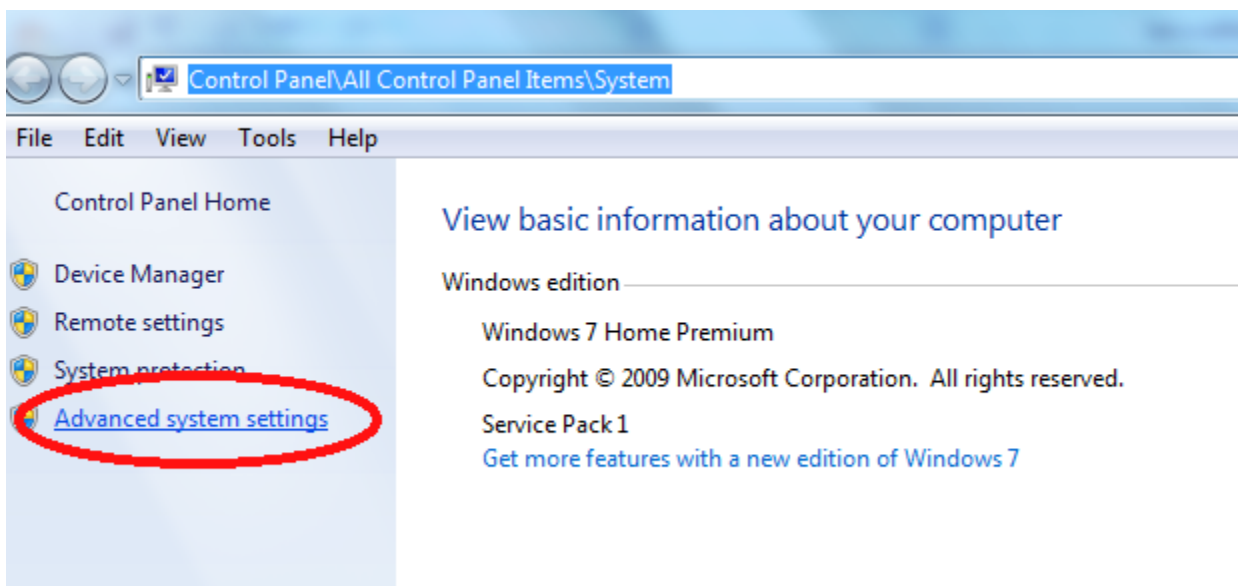 Control Panel\All Control Panel Items\System
File Edit View Tools Help
Control Panel Home
Device Manager
Remote settings
System protection
Advanced system settings
View basic information about your computer
Windows edition
Windows 7 Home Premium
Copyright © 2009 Microsoft Corporation. All rights reserved.
Service Pack 1
Get more features with a new edition of Windows 7